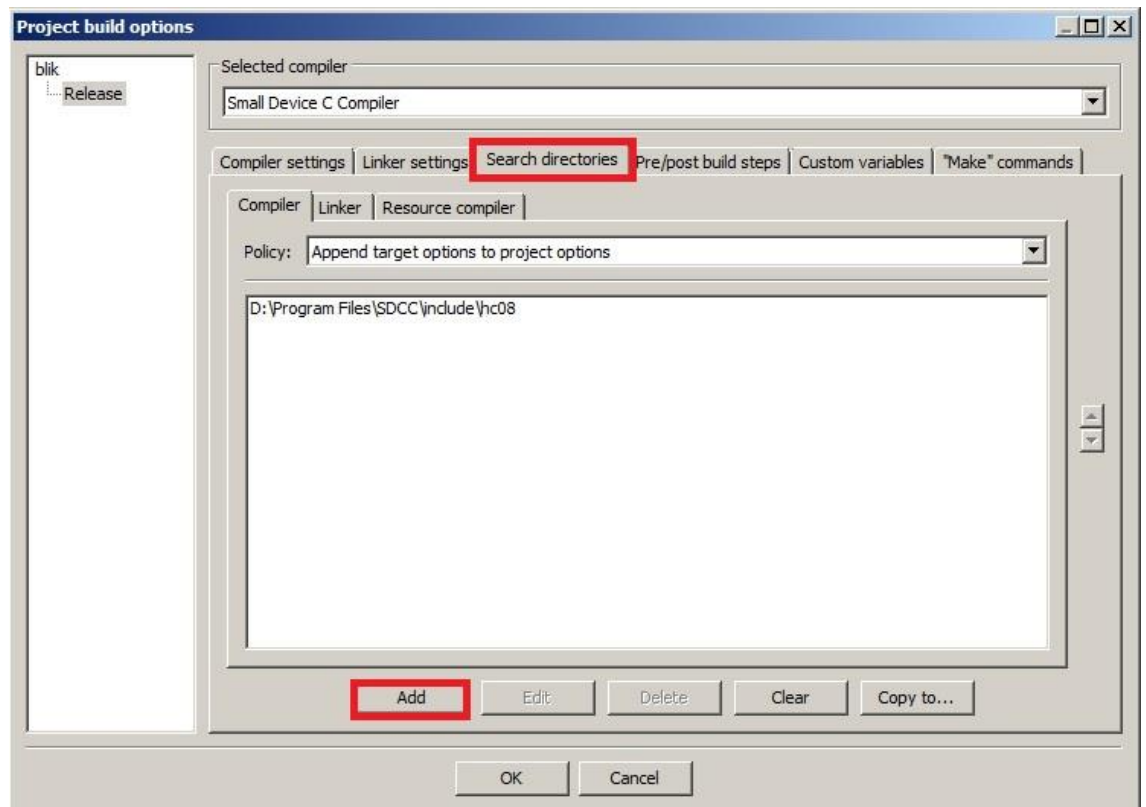 Project build options
blik
Release
Selected compiler
Small Device C Compiler
Compiler settings Linker settings Search directories Pre/post build steps Custom variables "Make" commands
Compiler Linker Resource compiler
Policy: Append target options to project options
D:\Program Files\SDCC\include\hc08
Add Edit Delete Clear Copy to...
OK Cancel